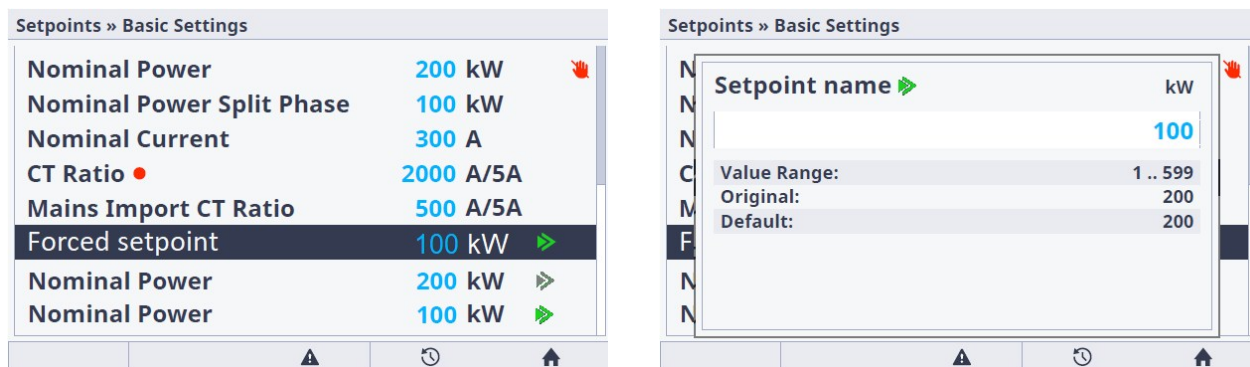 Setpoints » Basic Settings
Nominal Power 200 kW
Nominal Power Split Phase 100 kW
Nominal Current 300 A
CT Ratio 2000 A/5A
Mains Import CT Ratio 500 A/5A
Forced setpoint 100 kW
Nominal Power 200 kW
Nominal Power 100 kW
Setpoints » Basic Settings
Setpoint name kW
100
Value Range: 1 .. 599
Original: 200
Default: 200